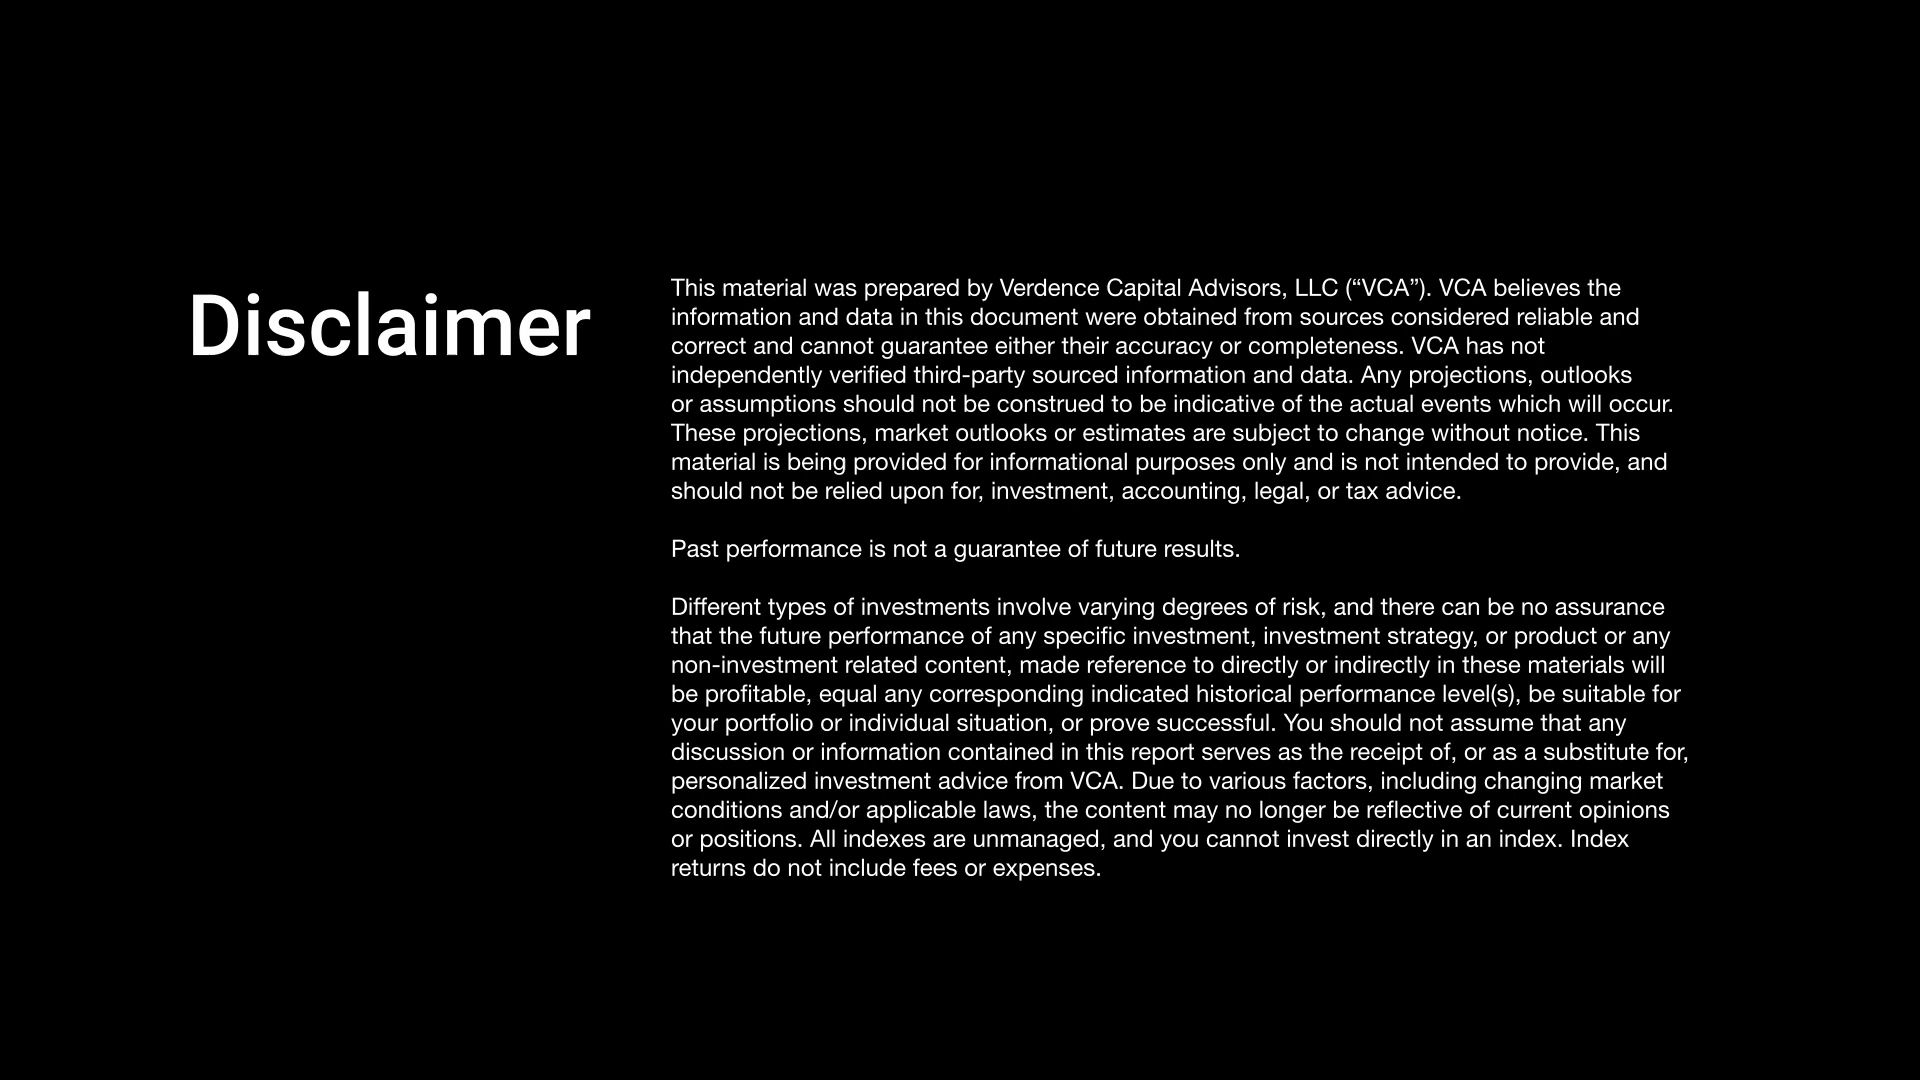 Disclaimer
This material was prepared by Verdence Capital Advisors, LLC (“VCA”). VCA believes the
information and data in this document were obtained from sources considered reliable and
correct and cannot guarantee either their accuracy or completeness. VCA has not
independently verified third-party sourced information and data. Any projections, outlooks
or assumptions should not be construed to be indicative of the actual events which will occur.
These projections, market outlooks or estimates are subject to change without notice. This
material is being provided for informational purposes only and is not intended to provide, and
should not be relied upon for, investment, accounting, legal, or tax advice.
Past performance is not a guarantee of future results.
Different types of investments involve varying degrees of risk, and there can be no assurance
that the future performance of any specific investment, investment strategy, or product or any
non-investment related content, made reference to directly or indirectly in these materials will
be profitable, equal any corresponding indicated historical performance level(s), be suitable for
your portfolio or individual situation, or prove successful. You should not assume that any
discussion or information contained in this report serves as the receipt of, or as a substitute for,
personalized investment advice from VCA. Due to various factors, including changing market
conditions and/or applicable laws, the content may no longer be reflective of current opinions
or positions. All indexes are unmanaged, and you cannot invest directly in an index. Index
returns do not include fees or expenses.